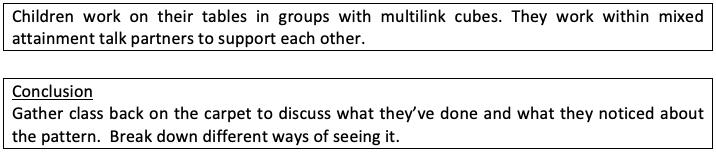 Children work on their tables in groups with multilink cubes. They work within mixed
attainment talk partners to support each other.
Conclusion
Gather class back on the carpet to discuss what they’ve done and what they noticed about
the pattern.  Break down different ways of seeing it.